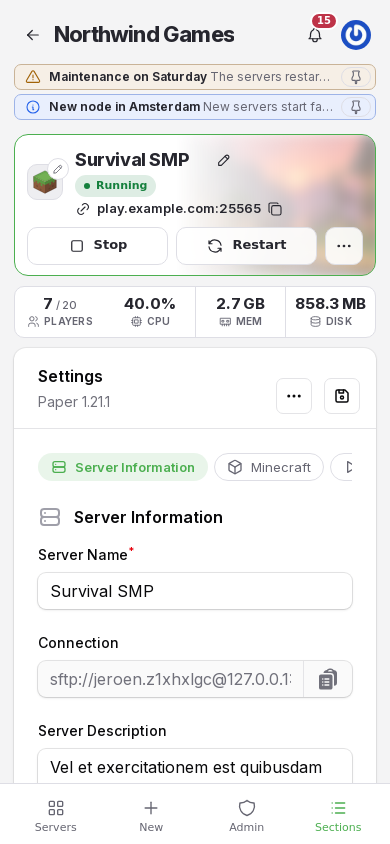 Northwind Games
15
Maintenance on Saturday The servers restar...
New node in Amsterdam New servers start fa...
Survival SMP
Running
play.example.com:25565
Stop
Restart
7 / 20
PLAYERS
40.0%
CPU
2.7 GB
MEM
858.3 MB
DISK
Settings
Paper 1.21.1
Server Information
Minecraft
Server Information
Server Name*
Survival SMP
Connection
sftp://jeroen.z1xhxlgc@127.0.0.1:
Server Description
Vel et exercitationem est quibusdam
Servers
New
Admin
Sections